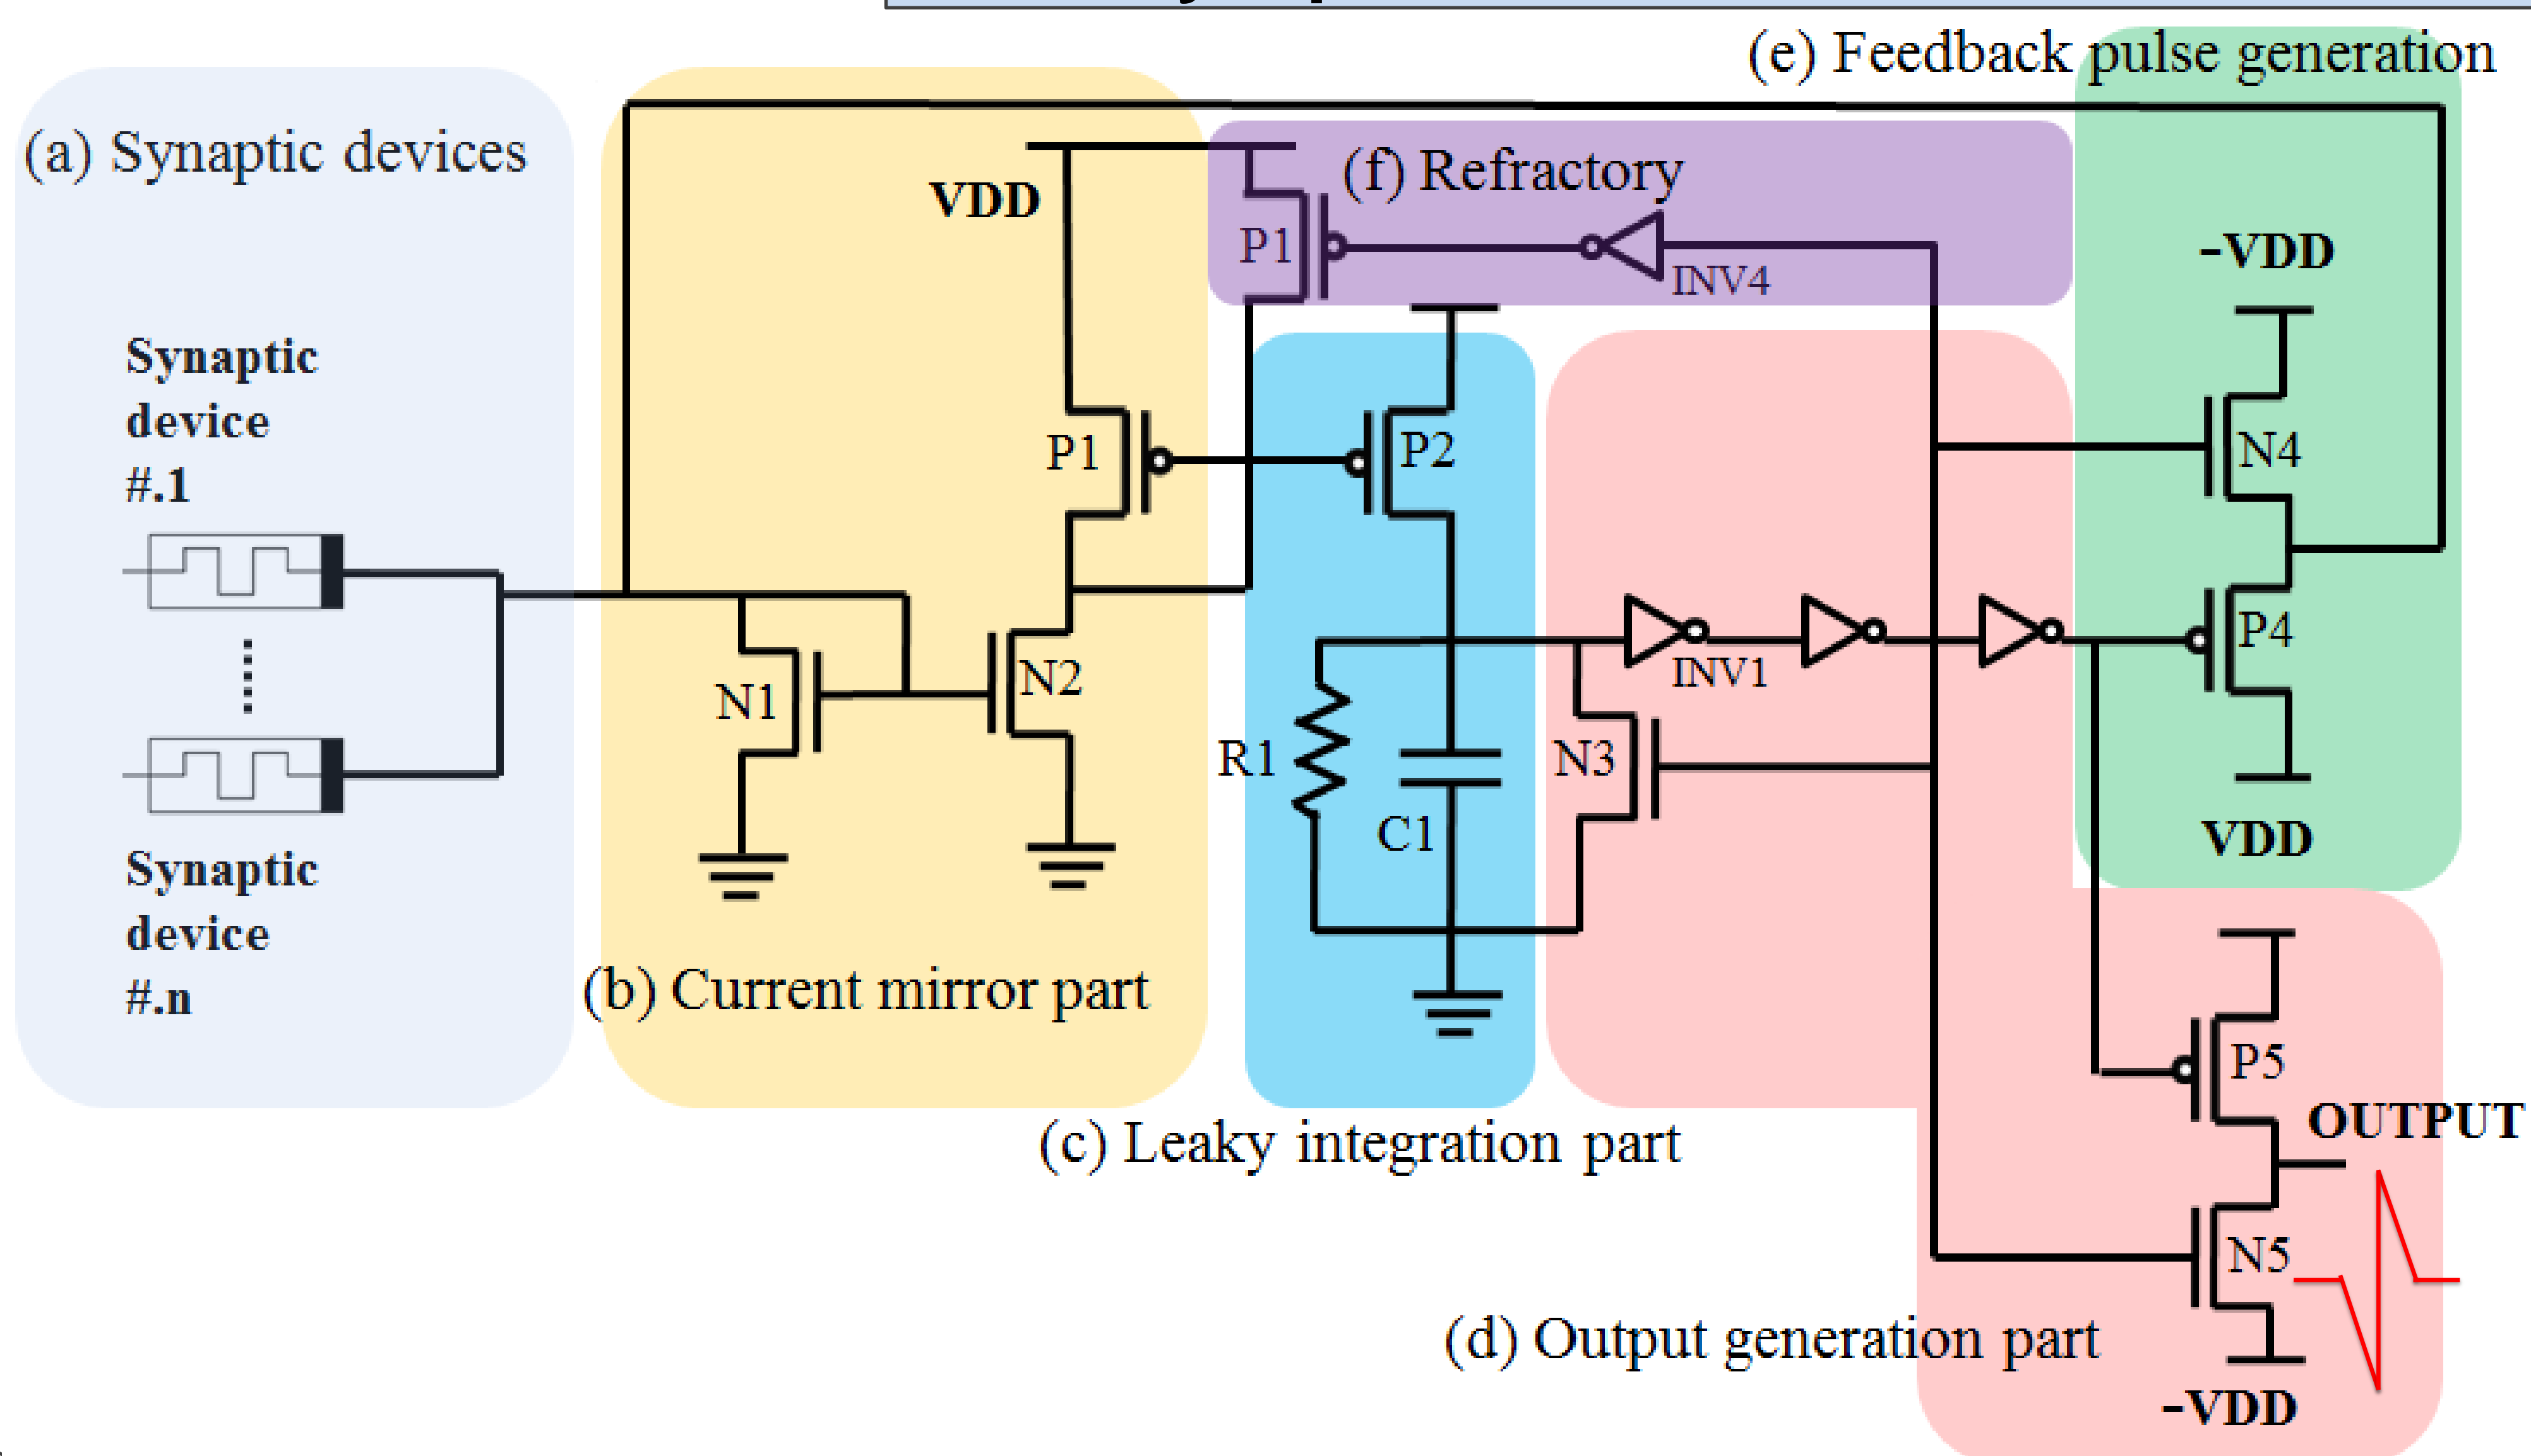 (e) Feedback pulse generation
(a) Synaptic devices
(f) Refractory
VDD
P1
INV4
-VDD
Synaptic
device
#.1
P1
P2
N4
N1
N2
INV1
P4
R1
N3
C1
VDD
Synaptic
device
#.n
(b) Current mirror part
P5
OUTPUT
(c) Leaky integration part
N5
(d) Output generation part
-VDD